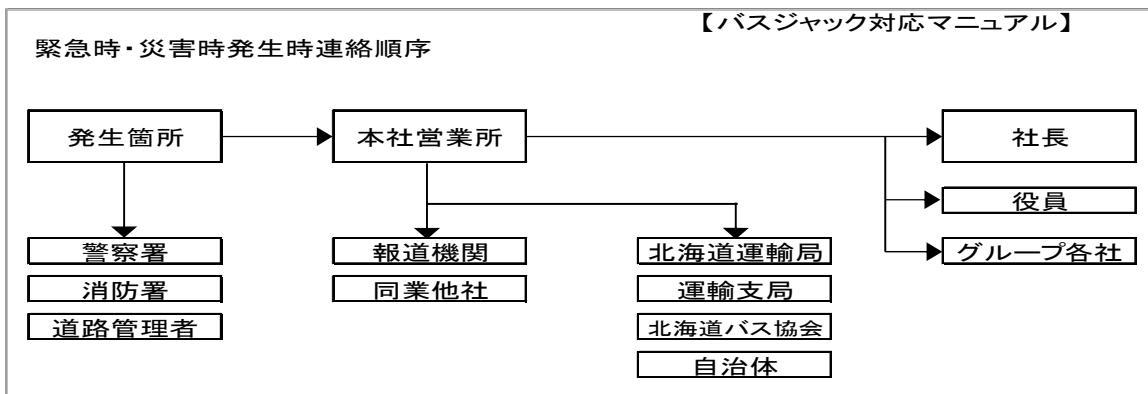 【バスジャック対応マニュアル】
緊急時・災害時発生時連絡順序
発生箇所
本社営業所
社長
役員
グループ各社
警察署
消防署
道路管理者
報道機関
同業他社
北海道運輸局
運輸支局
北海道バス協会
自治体